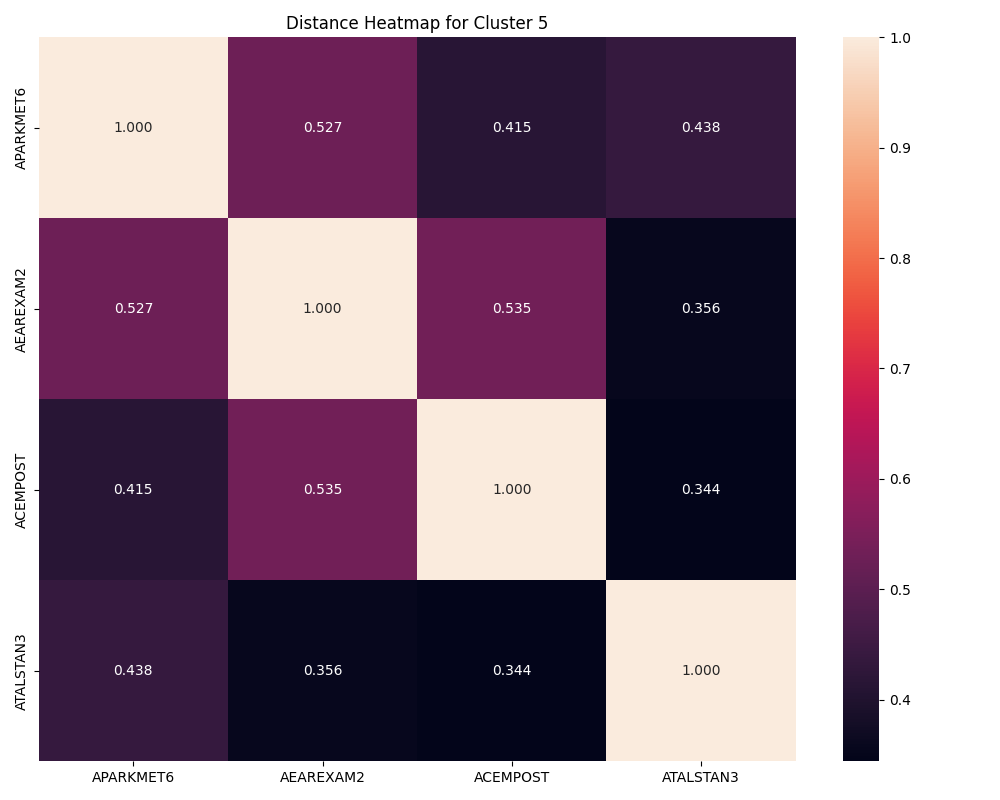 Distance Heatmap for Cluster 5
APARKMET6
1.000
0.527
0.415
0.438
AEAREXAM2
0.527
1.000
0.535
0.356
ACEMPOST
0.415
0.535
1.000
0.344
ATALSTAN3
0.438
0.356
0.344
1.000
APARKMET6
AEAREXAM2
ACEMPOST
ATALSTAN3
1.0
0.9
0.8
0.7
0.6
0.5
0.4